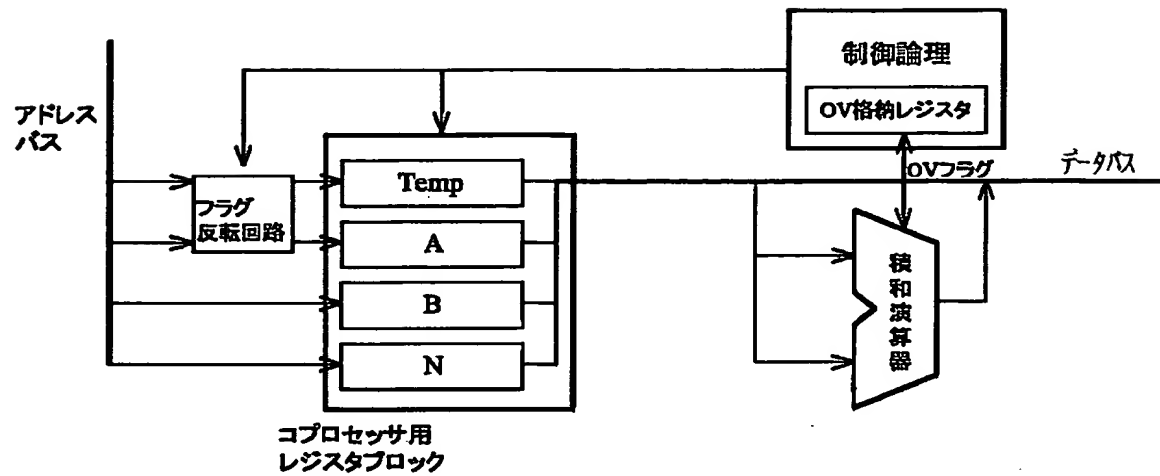 制御論理
OV格納レジスタ
アドレス
バス
OVフラグ
データバス
フラグ
反転回路
Temp
A
B
N
積和演算器
コプロセッサ用
レジスタブロック